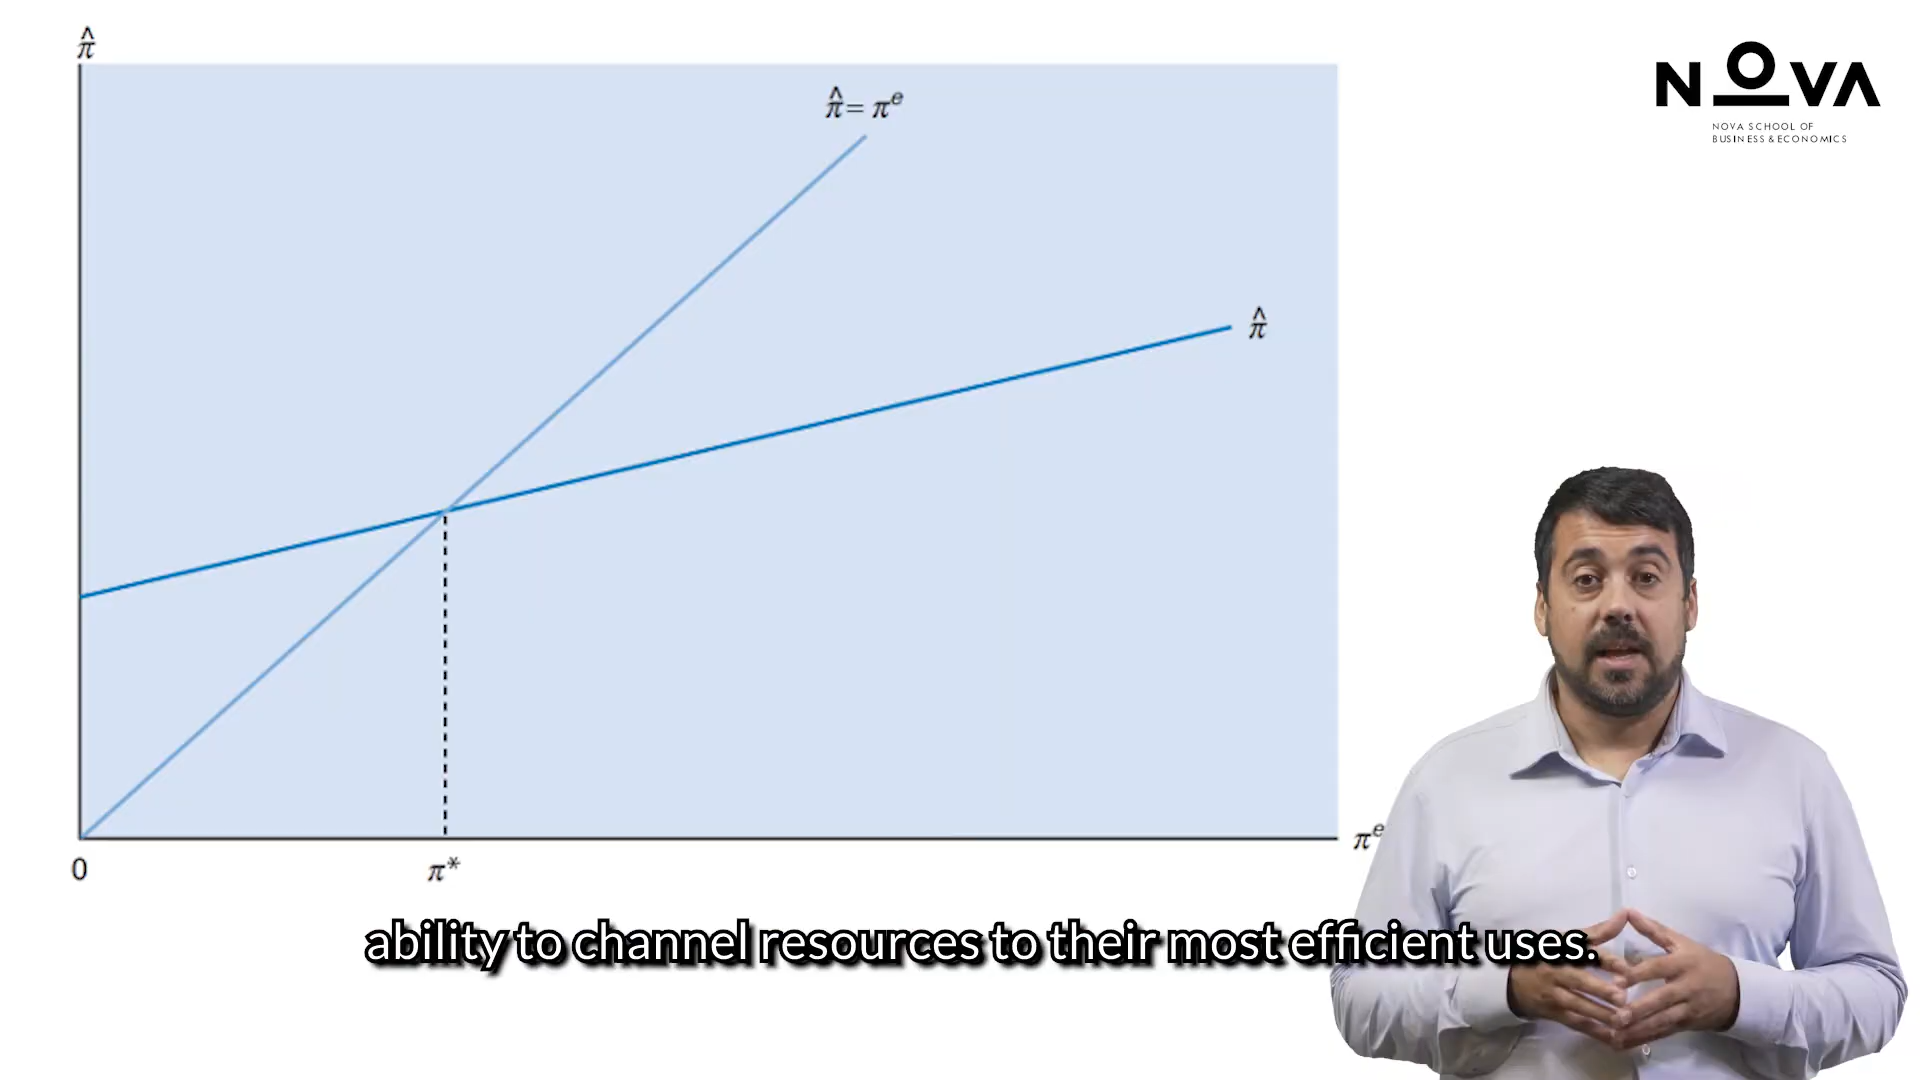 π̂
π̂ = πᵉ
NOVA
NOVA SCHOOL OF
BUSINESS & ECONOMICS
π̂
πᵉ
0
π*
ability to channel resources to their most efficient uses.